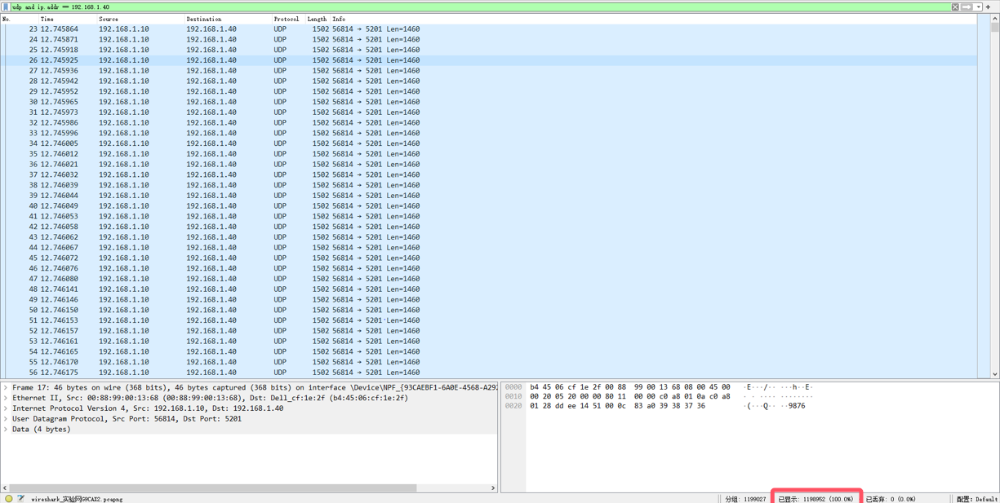 udp and ip.addr == 192.168.1.40
No. Time Source Destination Protocol Length Info
23 12.745864 192.168.1.10 192.168.1.40 UDP 1502 56814 → 5201 Len=1460
24 12.745871 192.168.1.10 192.168.1.40 UDP 1502 56814 → 5201 Len=1460
25 12.745918 192.168.1.10 192.168.1.40 UDP 1502 56814 → 5201 Len=1460
26 12.745925 192.168.1.10 192.168.1.40 UDP 1502 56814 → 5201 Len=1460
27 12.745936 192.168.1.10 192.168.1.40 UDP 1502 56814 → 5201 Len=1460
28 12.745942 192.168.1.10 192.168.1.40 UDP 1502 56814 → 5201 Len=1460
29 12.745952 192.168.1.10 192.168.1.40 UDP 1502 56814 → 5201 Len=1460
30 12.745965 192.168.1.10 192.168.1.40 UDP 1502 56814 → 5201 Len=1460
31 12.745973 192.168.1.10 192.168.1.40 UDP 1502 56814 → 5201 Len=1460
32 12.745986 192.168.1.10 192.168.1.40 UDP 1502 56814 → 5201 Len=1460
33 12.745996 192.168.1.10 192.168.1.40 UDP 1502 56814 → 5201 Len=1460
34 12.746005 192.168.1.10 192.168.1.40 UDP 1502 56814 → 5201 Len=1460
35 12.746012 192.168.1.10 192.168.1.40 UDP 1502 56814 → 5201 Len=1460
36 12.746021 192.168.1.10 192.168.1.40 UDP 1502 56814 → 5201 Len=1460
37 12.746032 192.168.1.10 192.168.1.40 UDP 1502 56814 → 5201 Len=1460
38 12.746039 192.168.1.10 192.168.1.40 UDP 1502 56814 → 5201 Len=1460
39 12.746044 192.168.1.10 192.168.1.40 UDP 1502 56814 → 5201 Len=1460
40 12.746049 192.168.1.10 192.168.1.40 UDP 1502 56814 → 5201 Len=1460
41 12.746053 192.168.1.10 192.168.1.40 UDP 1502 56814 → 5201 Len=1460
42 12.746058 192.168.1.10 192.168.1.40 UDP 1502 56814 → 5201 Len=1460
43 12.746062 192.168.1.10 192.168.1.40 UDP 1502 56814 → 5201 Len=1460
44 12.746067 192.168.1.10 192.168.1.40 UDP 1502 56814 → 5201 Len=1460
45 12.746072 192.168.1.10 192.168.1.40 UDP 1502 56814 → 5201 Len=1460
46 12.746076 192.168.1.10 192.168.1.40 UDP 1502 56814 → 5201 Len=1460
47 12.746080 192.168.1.10 192.168.1.40 UDP 1502 56814 → 5201 Len=1460
48 12.746141 192.168.1.10 192.168.1.40 UDP 1502 56814 → 5201 Len=1460
49 12.746146 192.168.1.10 192.168.1.40 UDP 1502 56814 → 5201 Len=1460
50 12.746150 192.168.1.10 192.168.1.40 UDP 1502 56814 → 5201 Len=1460
51 12.746153 192.168.1.10 192.168.1.40 UDP 1502 56814 → 5201 Len=1460
52 12.746157 192.168.1.10 192.168.1.40 UDP 1502 56814 → 5201 Len=1460
53 12.746161 192.168.1.10 192.168.1.40 UDP 1502 56814 → 5201 Len=1460
54 12.746165 192.168.1.10 192.168.1.40 UDP 1502 56814 → 5201 Len=1460
55 12.746170 192.168.1.10 192.168.1.40 UDP 1502 56814 → 5201 Len=1460
56 12.746175 192.168.1.10 192.168.1.40 UDP 1502 56814 → 5201 Len=1460
Frame 17: 46 bytes on wire (368 bits), 46 bytes captured (368 bits) on interface \Device\NPF_{93CAEBF1-6A0E-4568-A292
Ethernet II, Src: 00:88:99:00:13:68 (00:88:99:00:13:68), Dst: Dell_cf:1e:2f (b4:45:06:cf:1e:2f)
Internet Protocol Version 4, Src: 192.168.1.10, Dst: 192.168.1.40
User Datagram Protocol, Src Port: 56814, Dst Port: 5201
Data (4 bytes)
0000 b4 45 06 cf 1e 2f 00 88 99 00 13 68 08 00 45 00 ·E···/·· ···h··E·
0010 00 20 05 20 00 00 80 11 00 00 c0 a8 01 0a c0 a8 · · ···· ········
0020 01 28 dd ee 14 51 00 0c 83 a0 39 38 37 36 ·(···Q·· ··9876
wireshark_实验网G9CAX2.pcapng
分组: 1199027
已显示: 1198952 (100.0%)
已丢弃: 0 (0.0%)
配置: Default